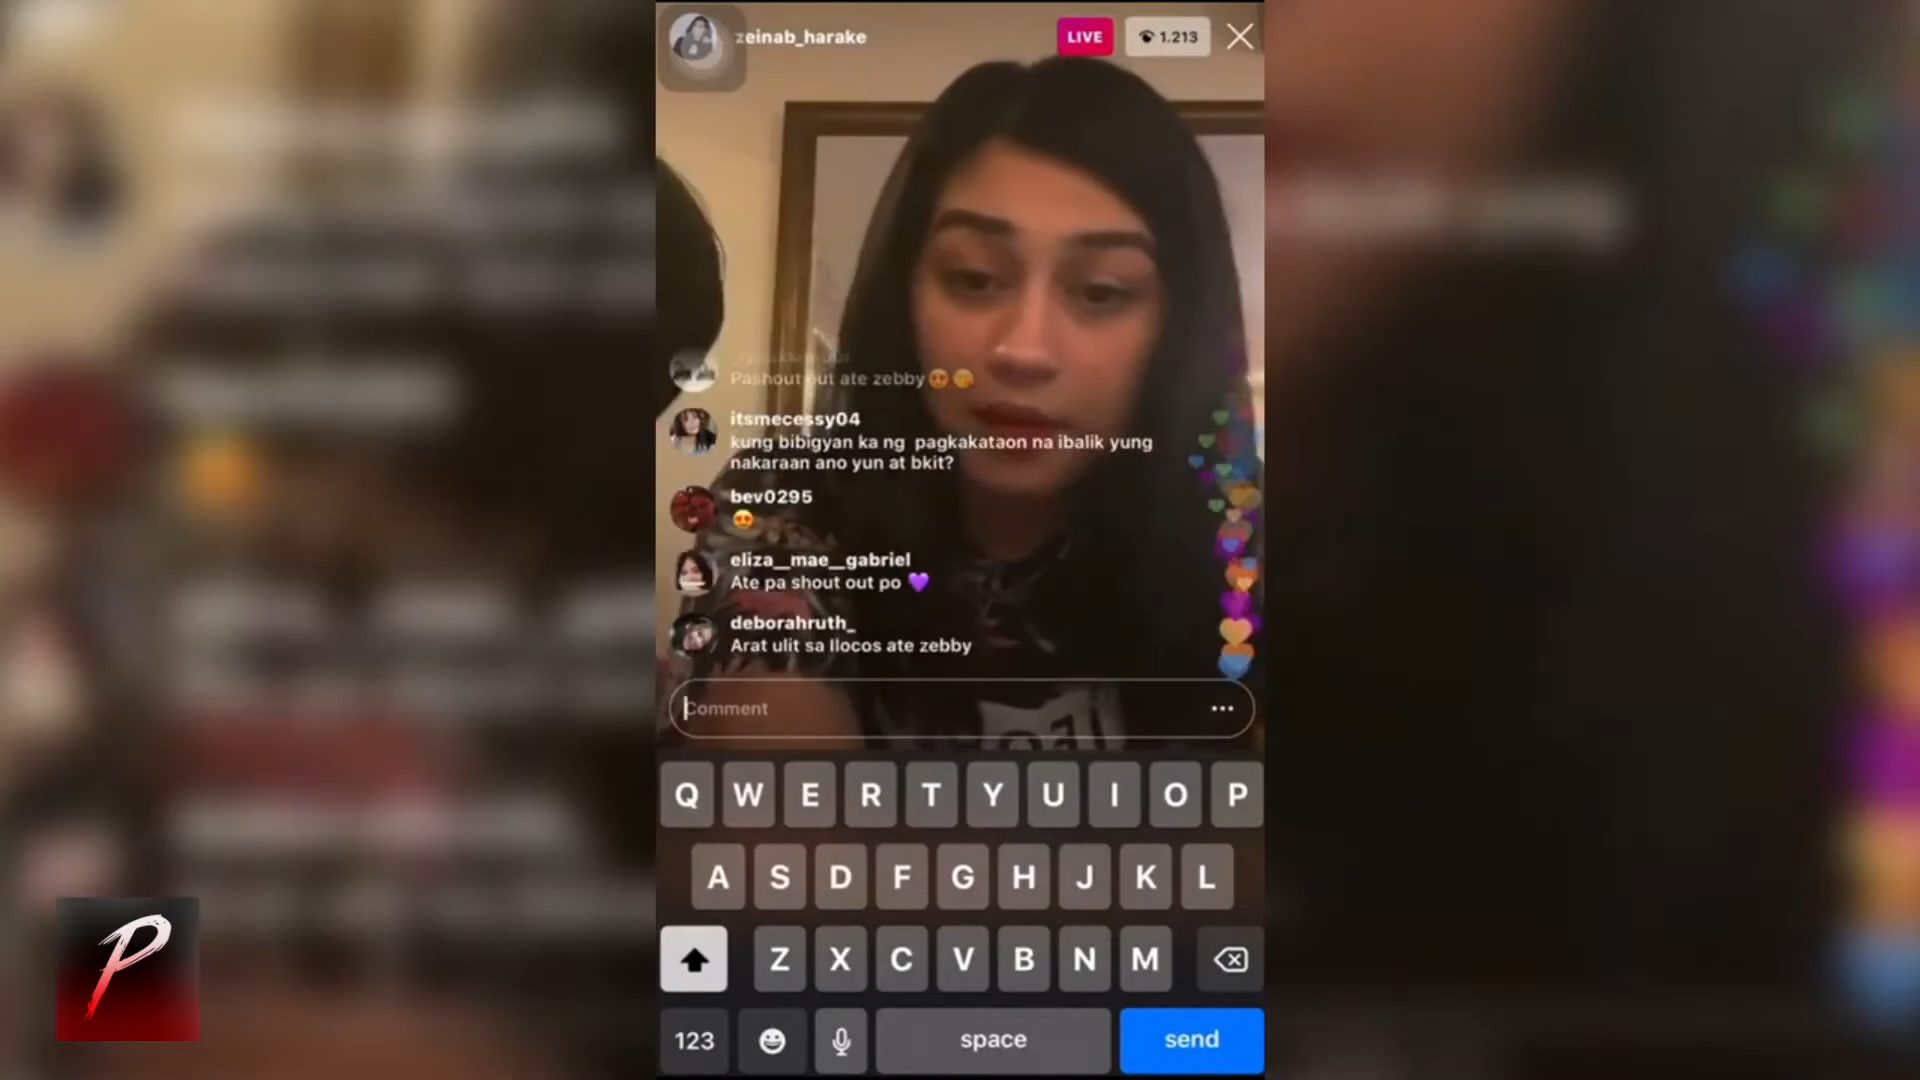 zeinab_harake
LIVE
1.213
Pashout out ate zebby😍😘
itsmecessy04
kung bibigyan ka ng pagkakataon na ibalik yung
nakaraan ano yun at bkit?
bev0295
😍
eliza__mae__gabriel
Ate pa shout out po 💜
deborahruth_
Arat ulit sa Ilocos ate zebby
Comment
Q W E R T Y U I O P
A S D F G H J K L
Z X C V B N M
123 space send
P